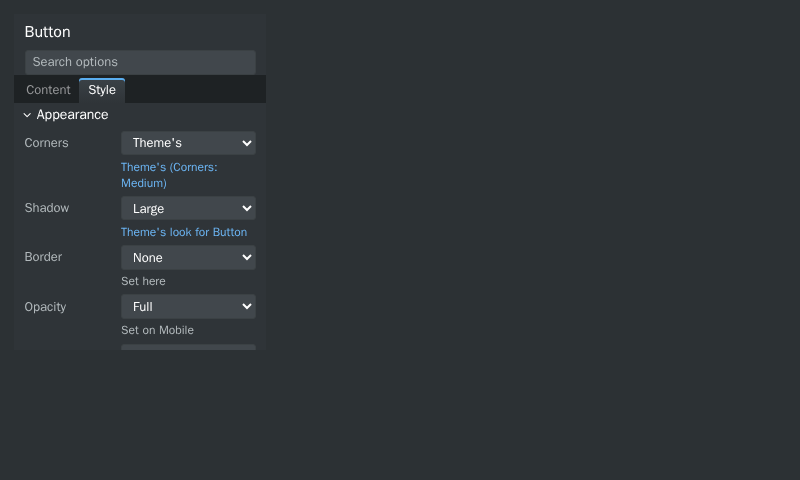 Button
Search options
Content Style
Appearance
Corners Theme's
Theme's (Corners:
Medium)
Shadow Large
Theme's look for Button
Border None
Set here
Opacity Full
Set on Mobile